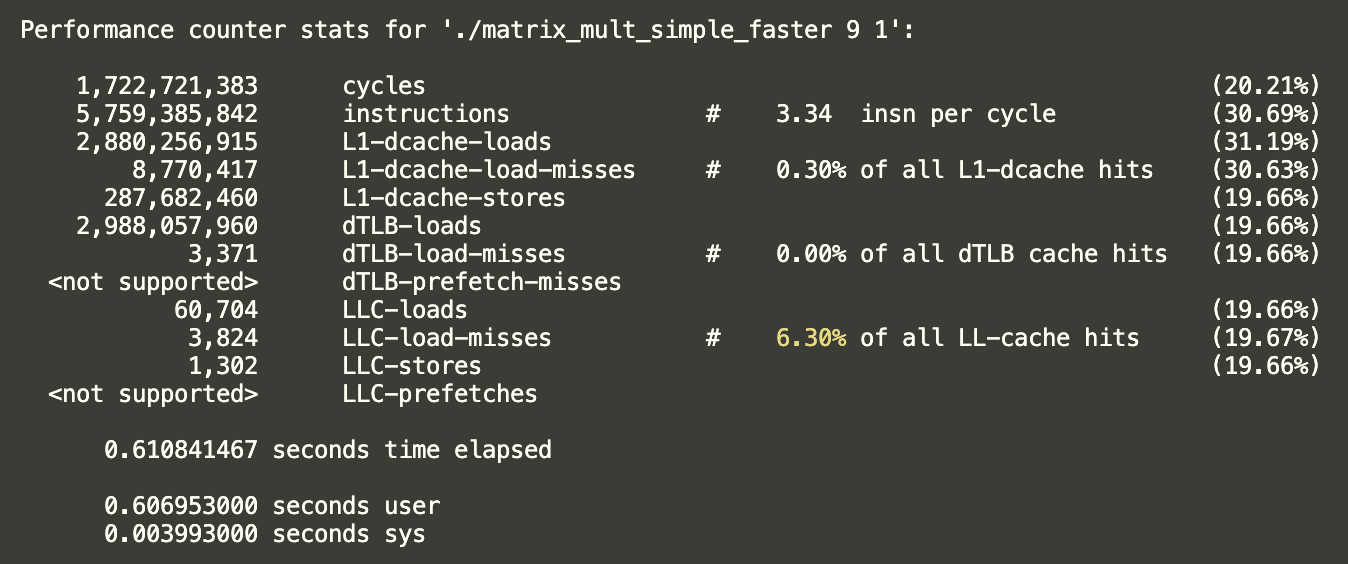 Performance counter stats for './matrix_mult_simple_faster 9 1':
1,722,721,383 cycles (20.21%)
5,759,385,842 instructions # 3.34 insn per cycle (30.69%)
2,880,256,915 L1-dcache-loads (31.19%)
8,770,417 L1-dcache-load-misses # 0.30% of all L1-dcache hits (30.63%)
287,682,460 L1-dcache-stores (19.66%)
2,988,057,960 dTLB-loads (19.66%)
3,371 dTLB-load-misses # 0.00% of all dTLB cache hits (19.66%)
<not supported> dTLB-prefetch-misses
60,704 LLC-loads (19.66%)
3,824 LLC-load-misses # 6.30% of all LL-cache hits (19.67%)
1,302 LLC-stores (19.66%)
<not supported> LLC-prefetches
0.610841467 seconds time elapsed
0.606953000 seconds user
0.003993000 seconds sys